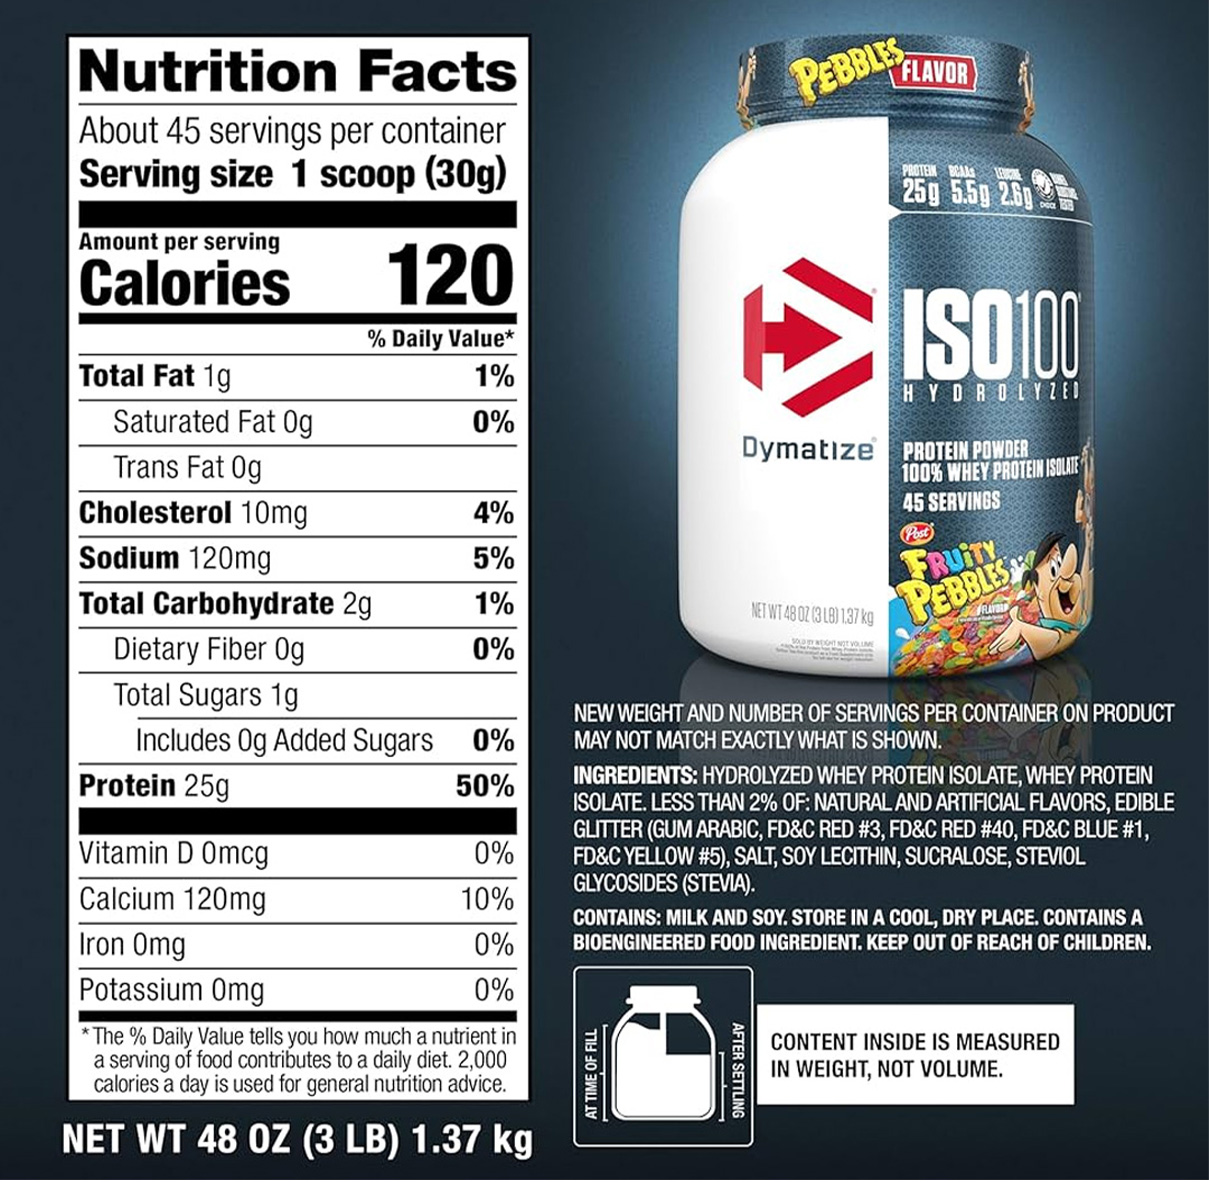 Nutrition Facts
About 45 servings per container
Serving size 1 scoop (30g)
Amount per serving
Calories 120
% Daily Value*
Total Fat 1g 1%
Saturated Fat 0g 0%
Trans Fat 0g
Cholesterol 10mg 4%
Sodium 120mg 5%
Total Carbohydrate 2g 1%
Dietary Fiber 0g 0%
Total Sugars 1g
Includes 0g Added Sugars 0%
Protein 25g 50%
Vitamin D 0mcg 0%
Calcium 120mg 10%
Iron 0mg 0%
Potassium 0mg 0%
* The % Daily Value tells you how much a nutrient in
a serving of food contributes to a daily diet. 2,000
calories a day is used for general nutrition advice.
NET WT 48 OZ (3 LB) 1.37 kg
PEBBLES FLAVOR
PROTEIN BCAAs LEUCINE
25g 5.5g 2.6g
ISO100
HYDROLYZED
Dymatize
PROTEIN POWDER
100% WHEY PROTEIN ISOLATE
45 SERVINGS
Post
FRUITY
PEBBLES
FLAVOR
NET WT 48 OZ (3 LB) 1.37 kg
SOLD BY WEIGHT NOT VOLUME
NEW WEIGHT AND NUMBER OF SERVINGS PER CONTAINER ON PRODUCT
MAY NOT MATCH EXACTLY WHAT IS SHOWN.
INGREDIENTS: HYDROLYZED WHEY PROTEIN ISOLATE, WHEY PROTEIN
ISOLATE. LESS THAN 2% OF: NATURAL AND ARTIFICIAL FLAVORS, EDIBLE
GLITTER (GUM ARABIC, FD&C RED #3, FD&C RED #40, FD&C BLUE #1,
FD&C YELLOW #5), SALT, SOY LECITHIN, SUCRALOSE, STEVIOL
GLYCOSIDES (STEVIA).
CONTAINS: MILK AND SOY. STORE IN A COOL, DRY PLACE. CONTAINS A
BIOENGINEERED FOOD INGREDIENT. KEEP OUT OF REACH OF CHILDREN.
AT TIME OF FILL
AFTER SETTLING
CONTENT INSIDE IS MEASURED
IN WEIGHT, NOT VOLUME.